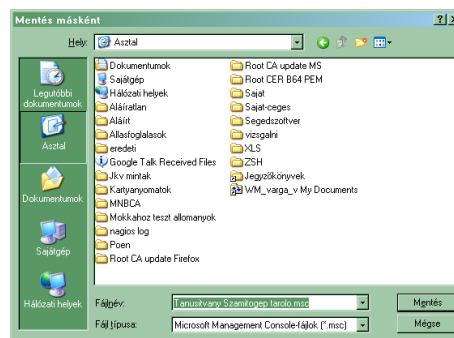 Mentés másként
Hely: Asztal
Legutóbbi dokumentumok
Asztal
Dokumentumok
Sajátgép
Hálózati helyek
Dokumentumok
Sajátgép
Hálózati helyek
Aláíratlan
Aláírt
Allasfoglalasok
eredeti
Google Talk Received Files
Jkv mintak
Kartyanyomatok
MNBCA
Mokkahoz teszt allomanyok
nagios log
Poen
Root CA update Firefox
Root CA update MS
Root CER B64 PEM
Sajat
Sajat-ceges
Segedszoftver
vizsgalni
XLS
ZSH
Jegyzőkönyvek
WM_varga_v My Documents
Fájlnév: Tanusitvany Szamitogep tarolo.msc
Mentés
Fájl típusa: Microsoft Management Console-fájlok (*.msc)
Mégse